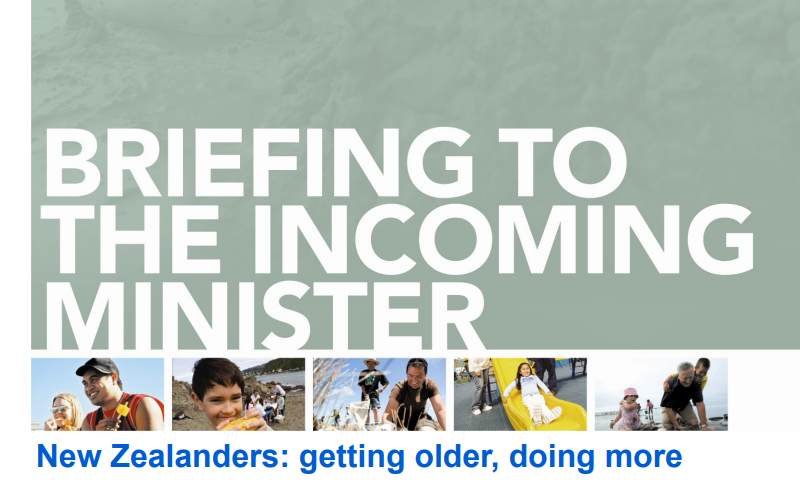 BRIEFING TO
THE INCOMING
MINISTER
New Zealanders: getting older, doing more